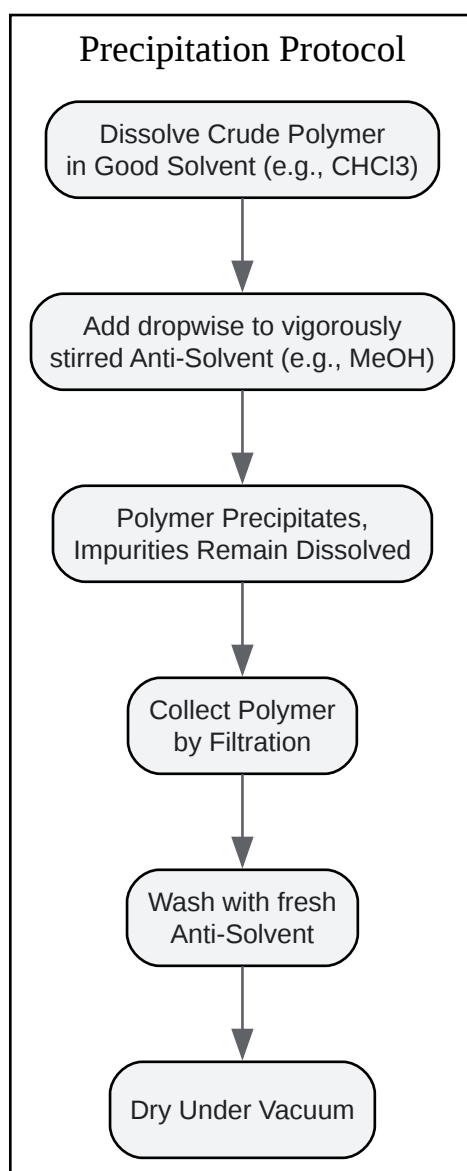 Precipitation Protocol
Dissolve Crude Polymer
in Good Solvent (e.g., CHCl3)
Add dropwise to vigorously
stirred Anti-Solvent (e.g., MeOH)
Polymer Precipitates,
Impurities Remain Dissolved
Collect Polymer
by Filtration
Wash with fresh
Anti-Solvent
Dry Under Vacuum